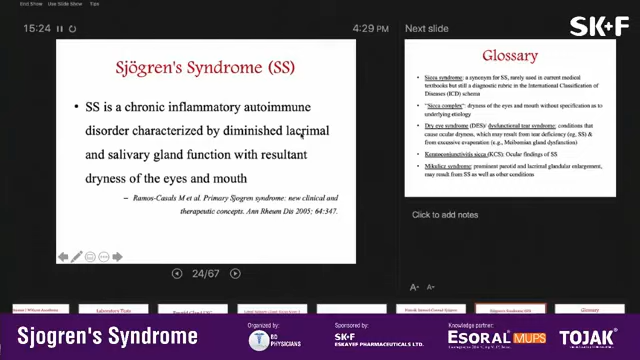 End Show  Use Slide Show  Tips
15:24
4:29 PM
Next slide
SK+F
Sjögren's Syndrome (SS)
• SS is a chronic inflammatory autoimmune
disorder characterized by diminished lacrimal
and salivary gland function with resultant
dryness of the eyes and mouth
– Ramos-Casals M et al. Primary Sjogren syndrome: new clinical and
therapeutic concepts. Ann Rheum Dis 2005; 64:347.
Glossary
• Sicca syndrome: a synonym for SS, rarely used in current medical
textbooks but still a diagnostic rubric in the International Classification of
Diseases (ICD) schema
• "Sicca complex": dryness of the eyes and mouth without specification as to
underlying etiology
• Dry eye syndrome (DES)/ dysfunctional tear syndrome: conditions that
cause ocular dryness, which may result from tear deficiency (eg, SS) &
from excessive evaporation (e.g., Meibomian gland dysfunction)
• Keratoconjunctivitis sicca (KCS): Ocular findings of SS
• Mikulicz syndrome: prominent parotid and lacrimal glandular enlargement,
may result from SS as well as other conditions
Click to add notes
24/67
Laboratory Tests
Glossary
Sjogren's Syndrome
Organized by:
BD
PHYSICIANS
Sponsored by:
SK+F
ESKAYEF PHARMACEUTICALS LTD.
Knowledge partner:
ESORAL MUPS
TOJAK